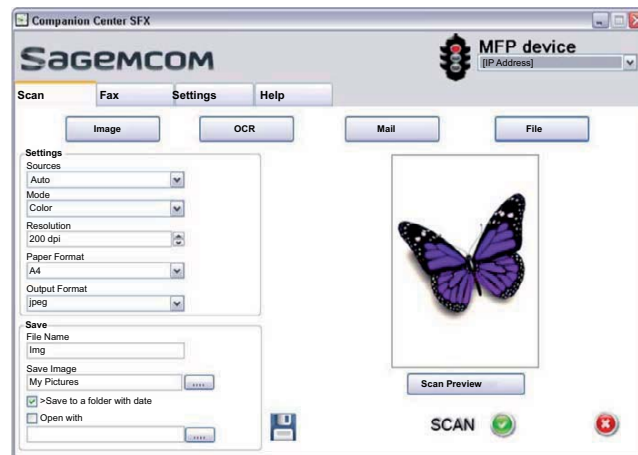 Companion Center SFX
SAGEMCOM
MFP device
[IP Address]
Scan Fax Settings Help
Image OCR Mail File
Settings
Sources
Auto
Mode
Color
Resolution
200 dpi
Paper Format
A4
Output Format
jpeg
Save
File Name
Img
Save Image
My Pictures
....
>Save to a folder with date
Open with
....
Scan Preview
SCAN